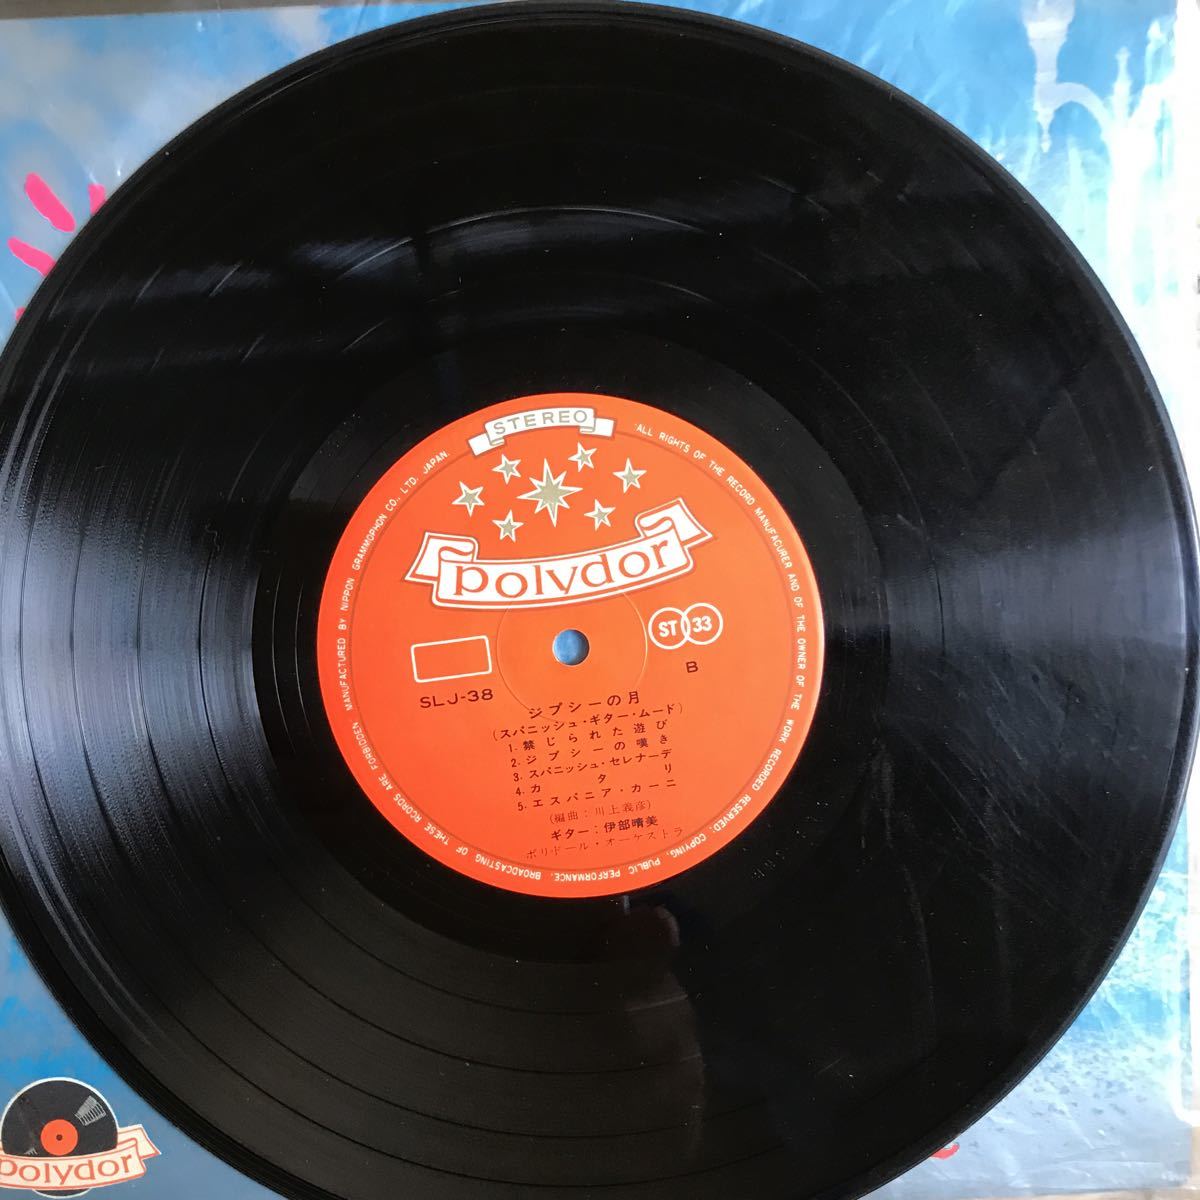 STEREO
polydor
ST 33
SLJ-38
B
ジプシーの月
(スパニッシュ・ギター・ムード)
1. 禁じられた遊び
2. ジプシーの嘆き
3. スパニッシュ・セレナーデ
4. カタリ
5. エスパニア・カーニ
(編曲:川上義彦)
ギター:伊部晴美
ポリドール・オーケストラ
MANUFACTURED BY NIPPON GRAMMOPHON CO., LTD. JAPAN.
ALL RIGHTS OF THE RECORD MANUFACURER AND OF THE OWNER OF THE WORK RECORDED RESERVED; COPYING, PUBLIC PERFORMANCE, BROADCASTING OF THESE RCORDS ARE FORBIDDEN
polydor